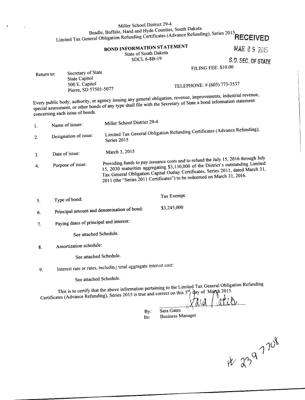 Miller School District 29-4
Beadle, Buffalo, Hand and Hyde Counties, South Dakota
Limited Tax General Obligation Refunding Certificates (Advance Refunding), Series 2015
RECEIVED
BOND INFORMATION STATEMENT
State of South Dakota
SDCL 6-8B-19
MAR 05 2015
S.D. SEC. OF STATE
FILING FEE: $10.00
Return to: Secretary of State
State Capitol
500 E. Capitol
Pierre, SD 57501-5077
TELEPHONE: # (605) 773-3537
Every public body, authority, or agency issuing any general obligation, revenue, improvement, industrial revenue,
special assessment, or other bonds of any type shall file with the Secretary of State a bond information statement
concerning each issue of bonds.
1. Name of issuer: Miller School District 29-4
2. Designation of issue: Limited Tax General Obligation Refunding Certificates (Advance Refunding),
Series 2015
3. Date of issue: March 3, 2015
4. Purpose of issue: Providing funds to pay issuance costs and to refund the July 15, 2016 through July
15, 2030 maturities aggregating $3,110,000 of the District's outstanding Limited
Tax General Obligation Capital Outlay Certificates, Series 2011, dated March 31,
2011 (the "Series 2011 Certificates") to be redeemed on March 31, 2016.
5. Type of bond: Tax Exempt
6. Principal amount and denomination of bond: $3,245,000
7. Paying dates of principal and interest:
See attached Schedule.
8. Amortization schedule:
See attached Schedule.
9. Interest rate or rates, including total aggregate interest cost:
See attached Schedule.
This is to certify that the above information pertaining to the Limited Tax General Obligation Refunding
Certificates (Advance Refunding), Series 2015 is true and correct on this 3rd day of March 2015.
Sara Gates
By: Sara Gates
Its: Business Manager
# 2397708